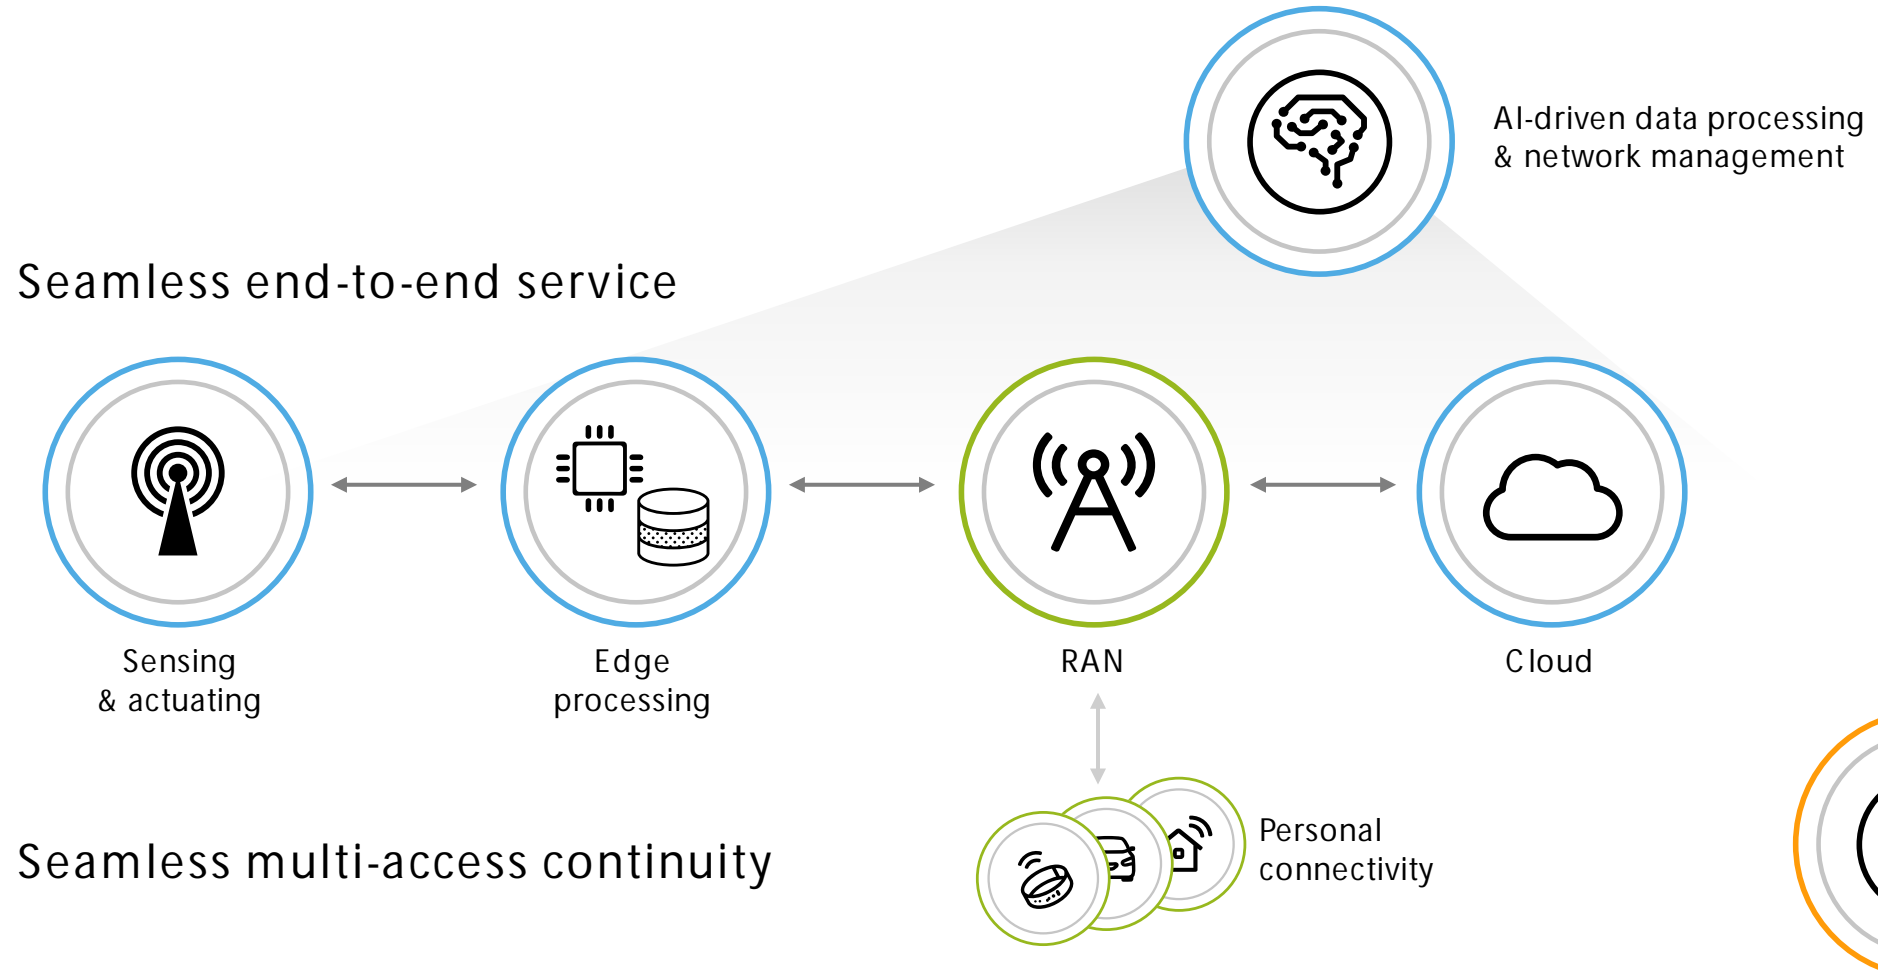 AI-driven data processing
& network management
Seamless end-to-end service
Sensing
& actuating
Edge
processing
RAN
Cloud
Seamless multi-access continuity
Personal
connectivity